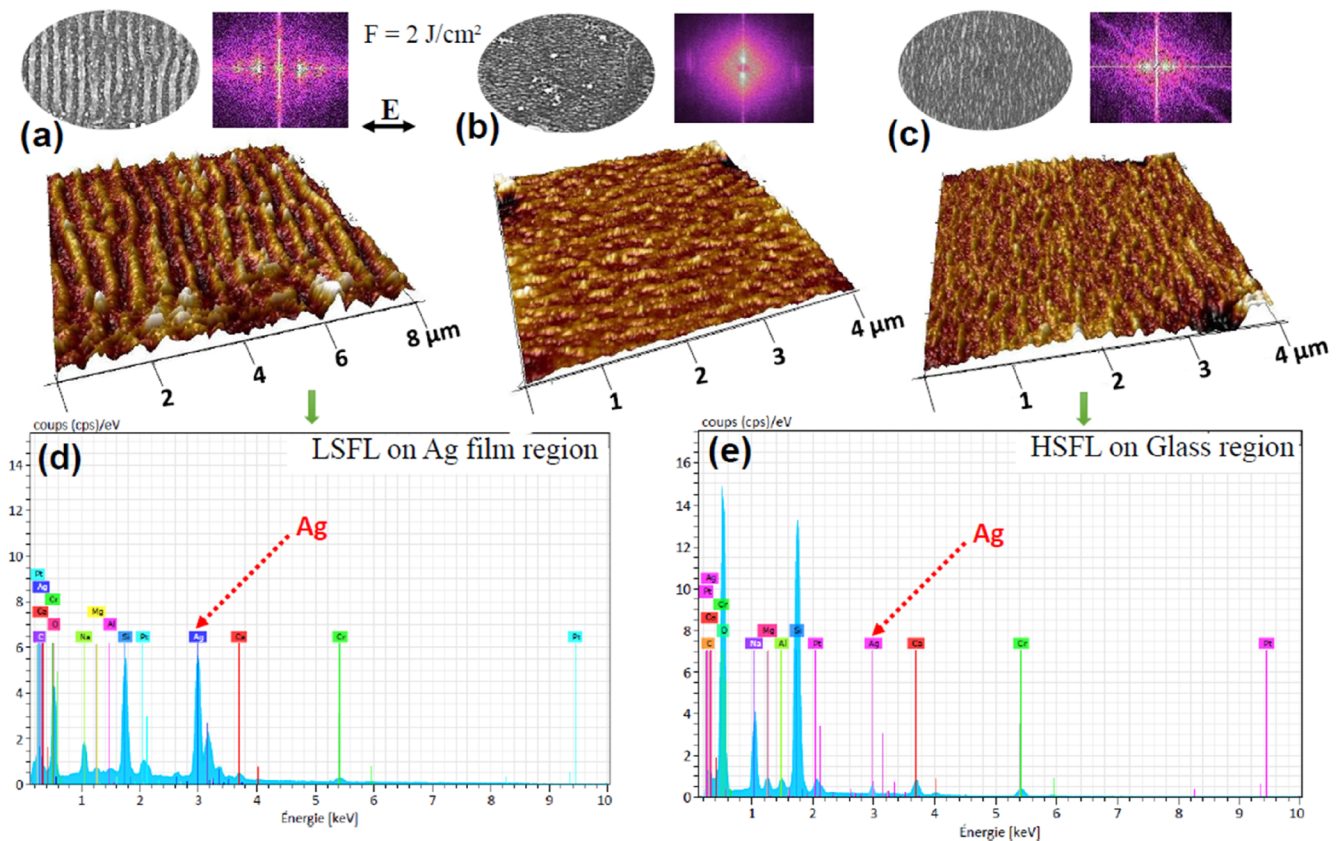 F = 2 J/cm²
E
(a)
(b)
(c)
2
4
6
8 μm
1
2
3
4 μm
1
2
3
4 μm
coups (cps)/eV
(d)
LSFL on Ag film region
Ag
14
12
10
8
6
4
2
0
Pt
Ag
Cr
Ca
Mg
C
O
Na
Al
Si
Pt
Ag
Ca
Cr
Pt
1 2 3 4 5 6 7 8 9 10
Énergie [keV]
coups (cps)/eV
(e)
HSFL on Glass region
Ag
16
14
12
10
8
6
4
2
0
Ag
Pt
Cr
Ca
C
O
Na
Mg
Al
Si
Pt
Ag
Ca
Cr
Pt
1 2 3 4 5 6 7 8 9 10
Énergie [keV]